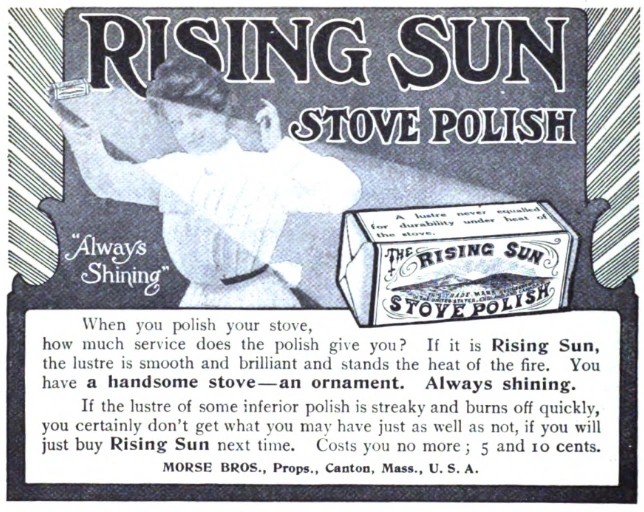 RISING SUN
STOVE POLISH
"Always
Shining"
A lustre never equalled
for durability under heat of
the stove.
THE RISING SUN
TRADE MARK
STOVE POLISH
When you polish your stove,
how much service does the polish give you? If it is Rising Sun,
the lustre is smooth and brilliant and stands the heat of the fire. You
have a handsome stove—an ornament. Always shining.
If the lustre of some inferior polish is streaky and burns off quickly,
you certainly don't get what you may have just as well as not, if you will
just buy Rising Sun next time. Costs you no more; 5 and 10 cents.
MORSE BROS., Props., Canton, Mass., U. S. A.